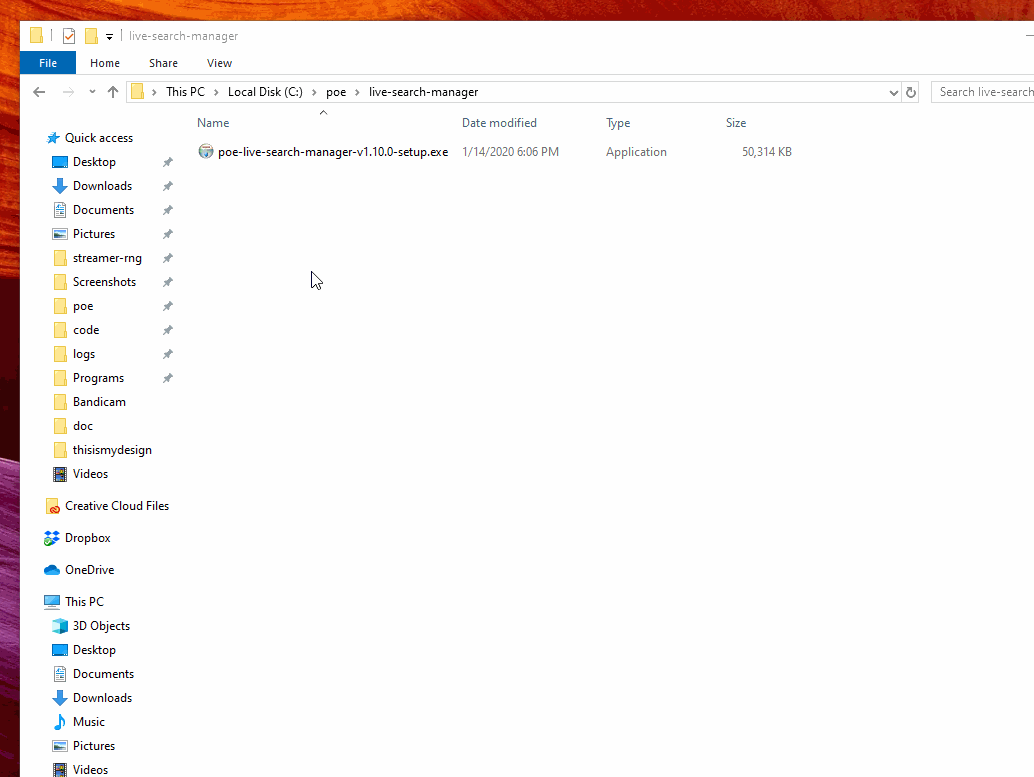 live-search-manager
File Home Share View
This PC Local Disk (C:) poe live-search-manager Search live-search
Name Date modified Type Size
poe-live-search-manager-v1.10.0-setup.exe 1/14/2020 6:06 PM Application 50,314 KB
Quick access
Desktop
Downloads
Documents
Pictures
streamer-rng
Screenshots
poe
code
logs
Programs
Bandicam
doc
thisismydesign
Videos
Creative Cloud Files
Dropbox
OneDrive
This PC
3D Objects
Desktop
Documents
Downloads
Music
Pictures
Videos